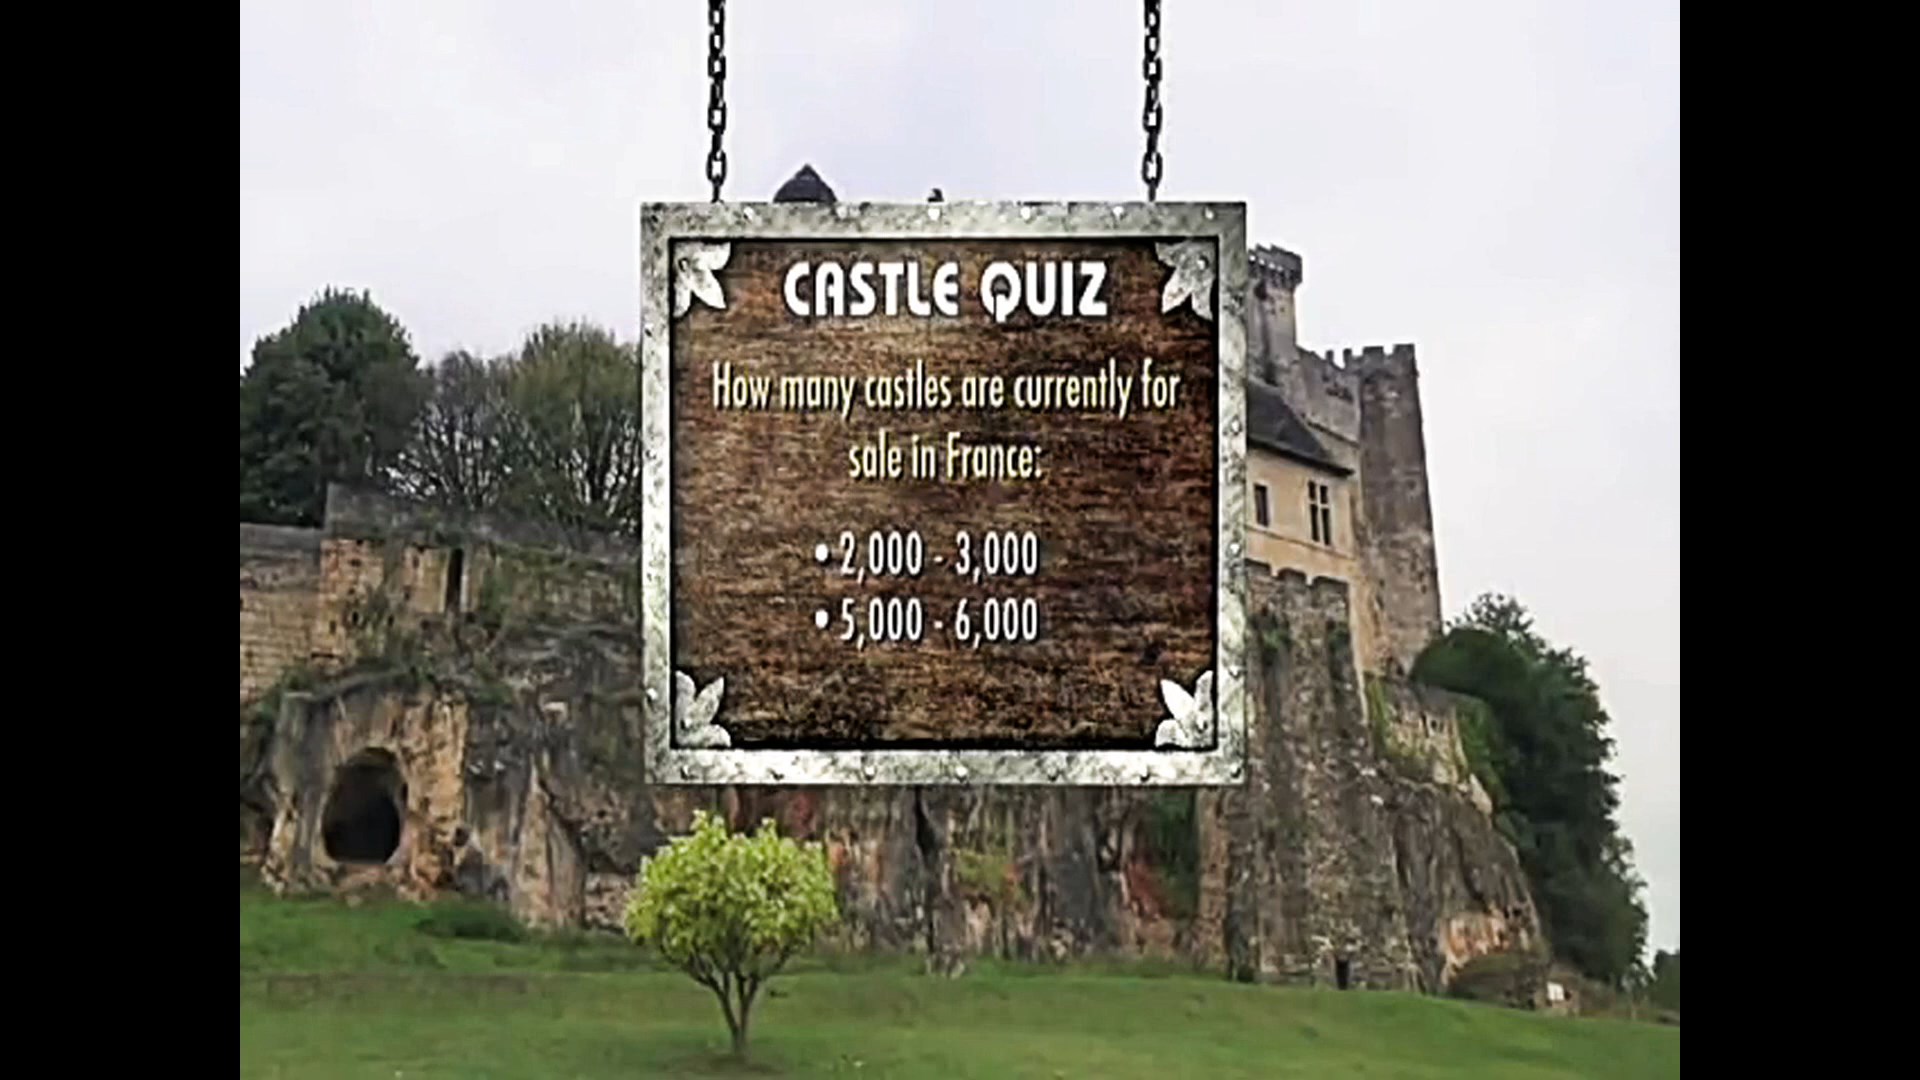 CASTLE QUIZ
How many castles are currently for
sale in France:
• 2,000 - 3,000
• 5,000 - 6,000